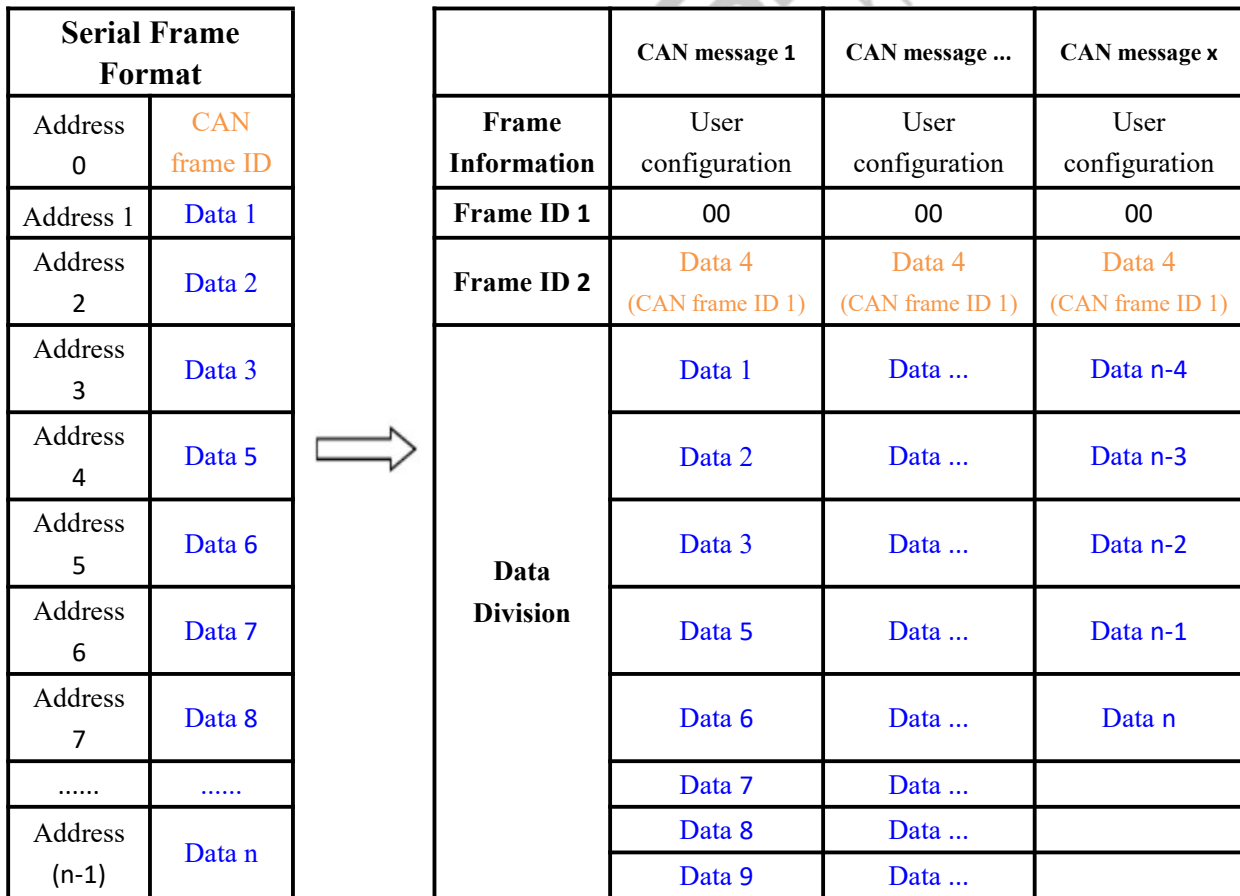 Serial Frame
Format
Address
0
CAN
frame ID
Address 1
Data 1
Address
2
Data 2
Address
3
Data 3
Address
4
Data 5
Address
5
Data 6
Address
6
Data 7
Address
7
Data 8
......
......
Address
(n-1)
Data n
CAN message 1
CAN message ...
CAN message x
Frame
Information
User
configuration
User
configuration
User
configuration
Frame ID 1
00
00
00
Frame ID 2
Data 4
(CAN frame ID 1)
Data 4
(CAN frame ID 1)
Data 4
(CAN frame ID 1)
Data
Division
Data 1
Data ...
Data n-4
Data 2
Data ...
Data n-3
Data 3
Data ...
Data n-2
Data 5
Data ...
Data n-1
Data 6
Data ...
Data n
Data 7
Data ...
Data 8
Data ...
Data 9
Data ...